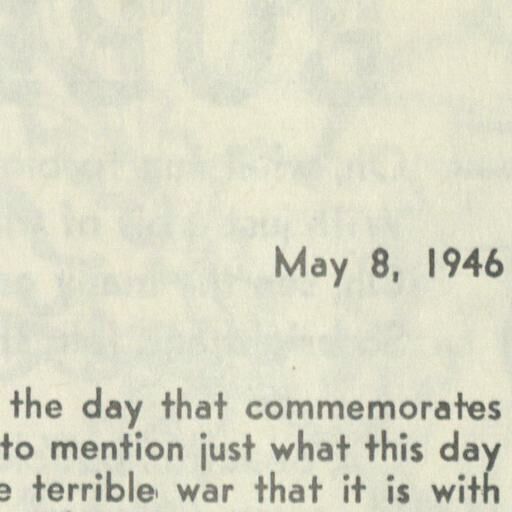 May 8, 1946
the day that commemorates
to mention just what this day
terrible war that it is with